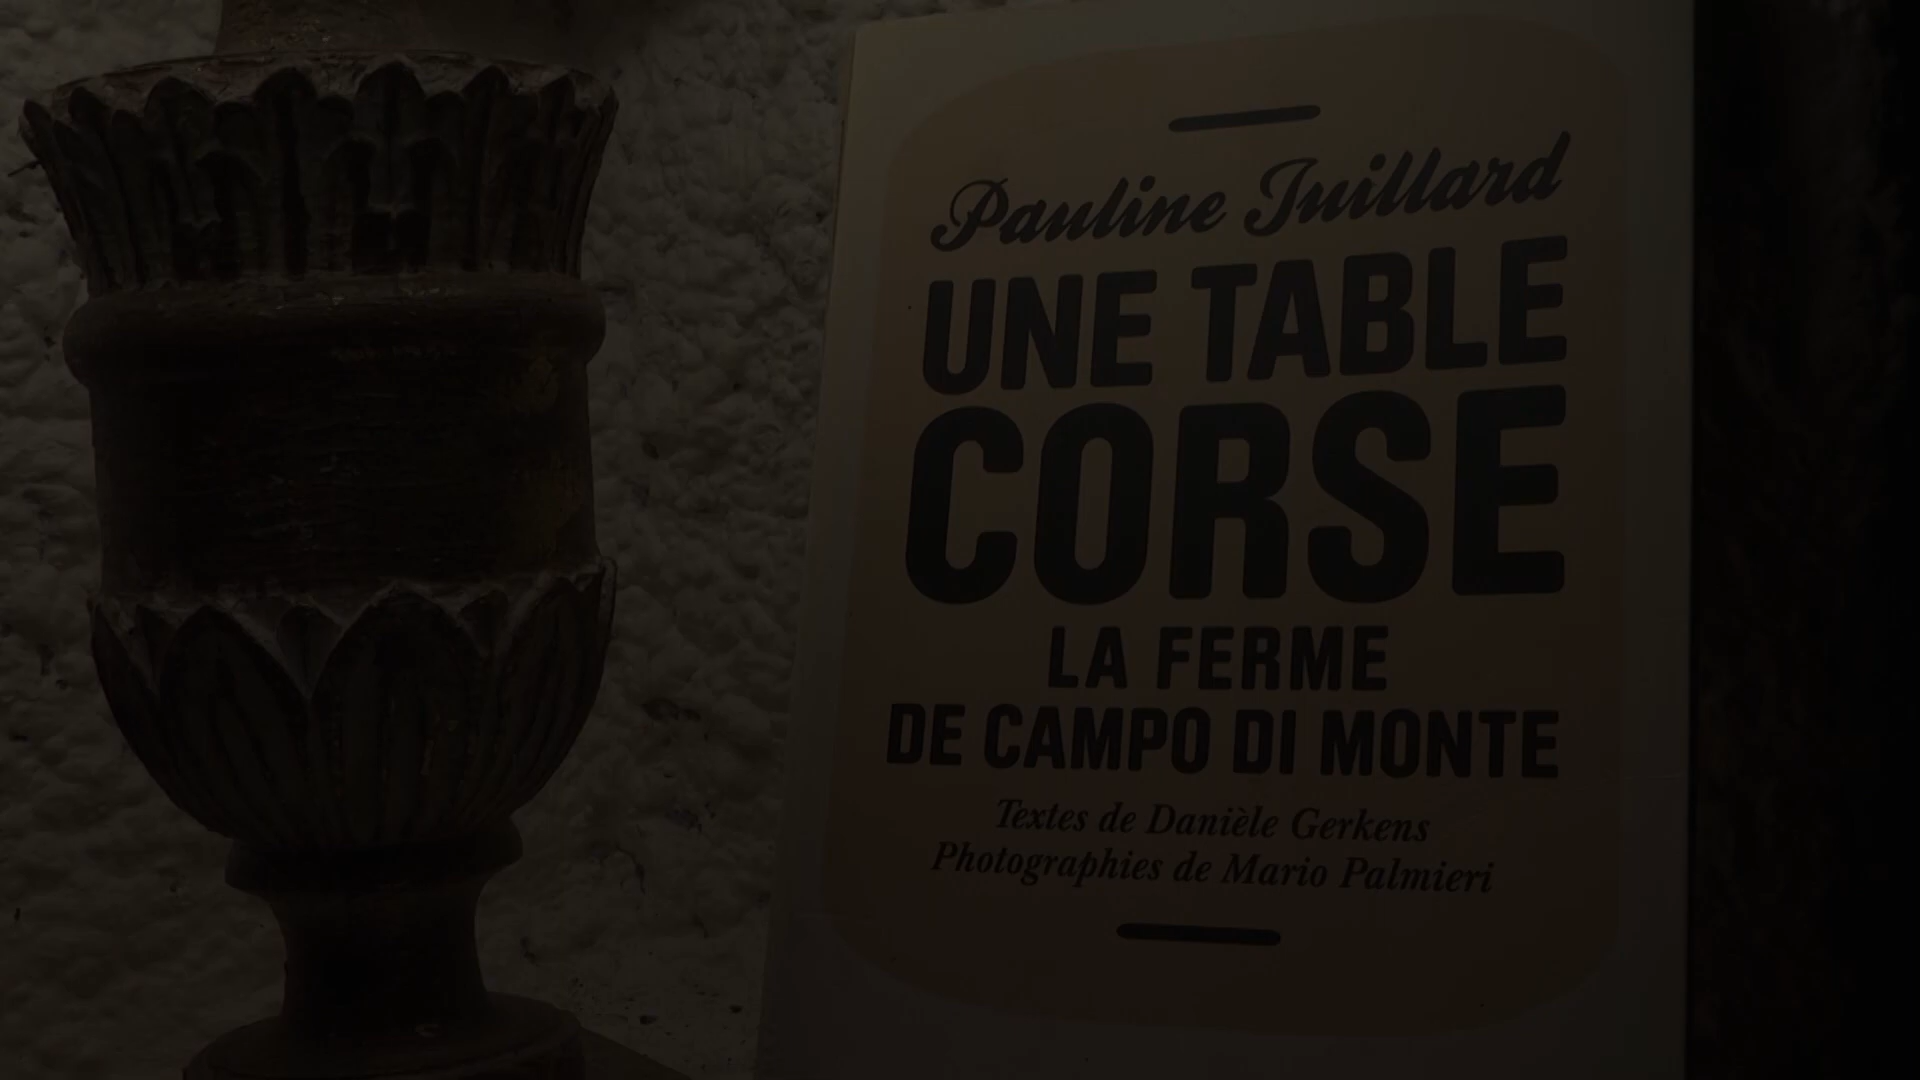 Pauline Juillard
UNE TABLE
CORSE
LA FERME
DE CAMPO DI MONTE
Textes de Danièle Gerkens
Photographies de Mario Palmieri